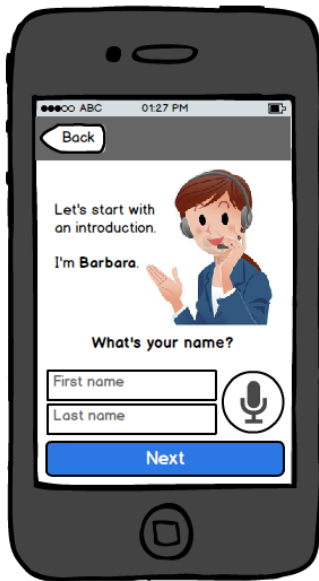 ABC 01:27 PM
Back
Let's start with
an introduction.
I'm Barbara.
What's your name?
First name
Last name
Next